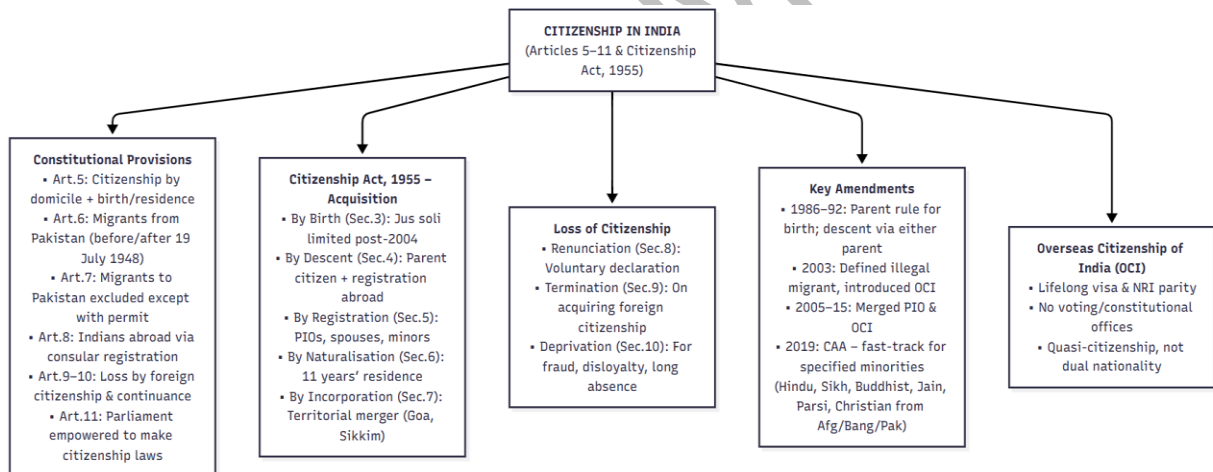 CITIZENSHIP IN INDIA
(Articles 5–11 & Citizenship
Act, 1955)
Constitutional Provisions
▪ Art.5: Citizenship by
domicile + birth/residence
▪ Art.6: Migrants from
Pakistan (before/after 19
July 1948)
▪ Art.7: Migrants to
Pakistan excluded except
with permit
▪ Art.8: Indians abroad via
consular registration
▪ Art.9–10: Loss by foreign
citizenship & continuance
▪ Art.11: Parliament
empowered to make
citizenship laws
Citizenship Act, 1955 –
Acquisition
▪ By Birth (Sec.3): Jus soli
limited post-2004
▪ By Descent (Sec.4): Parent
citizen + registration
abroad
▪ By Registration (Sec.5):
PIOs, spouses, minors
▪ By Naturalisation (Sec.6):
11 years’ residence
▪ By Incorporation (Sec.7):
Territorial merger (Goa,
Sikkim)
Loss of Citizenship
▪ Renunciation (Sec.8):
Voluntary declaration
▪ Termination (Sec.9): On
acquiring foreign
citizenship
▪ Deprivation (Sec.10): For
fraud, disloyalty, long
absence
Key Amendments
▪ 1986–92: Parent rule for
birth; descent via either
parent
▪ 2003: Defined illegal
migrant, introduced OCI
▪ 2005–15: Merged PIO &
OCI
▪ 2019: CAA – fast-track for
specified minorities
(Hindu, Sikh, Buddhist, Jain,
Parsi, Christian from
Afg/Bang/Pak)
Overseas Citizenship of
India (OCI)
▪ Lifelong visa & NRI parity
▪ No voting/constitutional
offices
▪ Quasi-citizenship, not
dual nationality